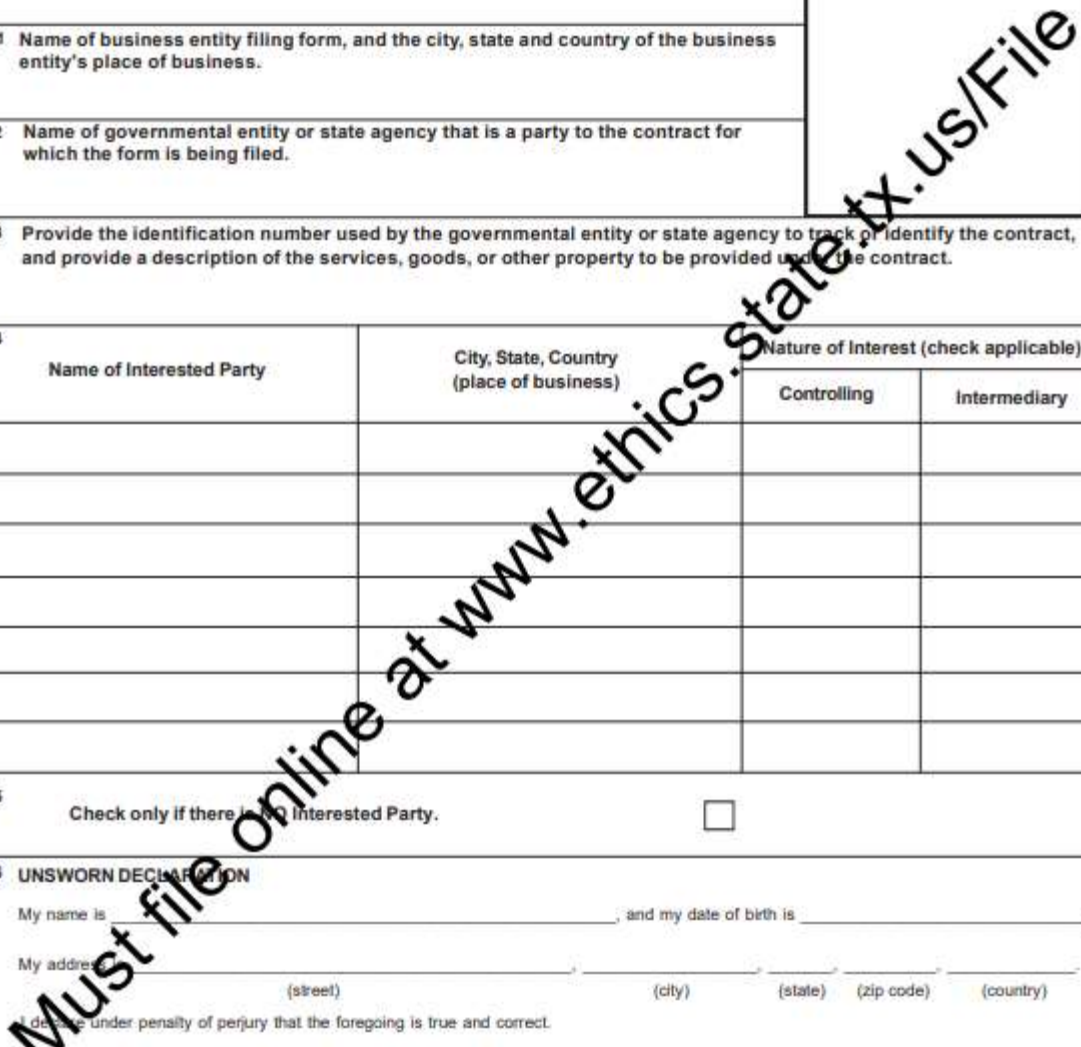 1 Name of business entity filing form, and the city, state and country of the business
entity's place of business.
2 Name of governmental entity or state agency that is a party to the contract for
which the form is being filed.
3 Provide the identification number used by the governmental entity or state agency to track or identify the contract,
and provide a description of the services, goods, or other property to be provided under the contract.
4
Name of Interested Party
City, State, Country
(place of business)
Nature of Interest (check applicable)
Controlling
Intermediary
5 Check only if there is NO Interested Party.
6 UNSWORN DECLARATION
My name is , and my date of birth is
My address is , , , ,
(street) (city) (state) (zip code) (country)
I declare under penalty of perjury that the foregoing is true and correct.
Must file online at www.ethics.state.tx.us/File